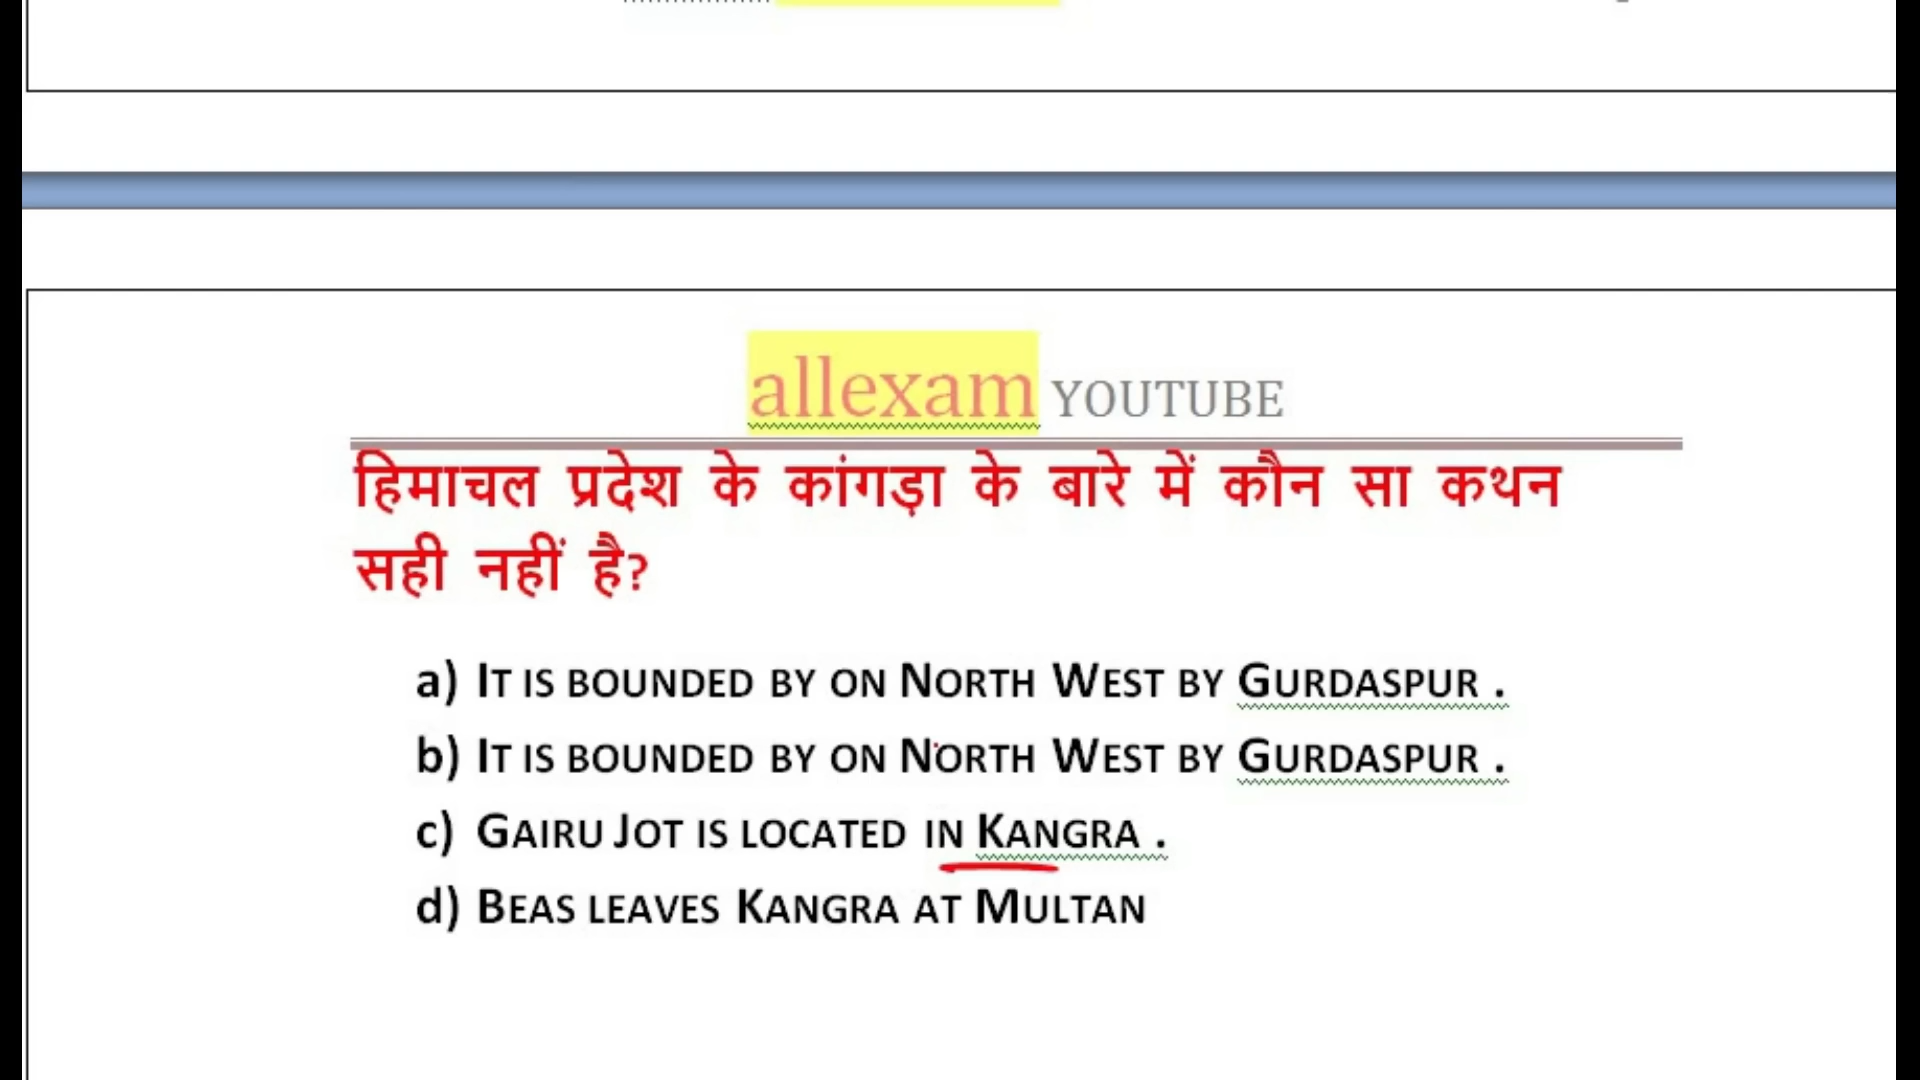 allexam YOUTUBE
हिमाचल प्रदेश के कांगड़ा के बारे में कौन सा कथन
सही नहीं है?
a) IT IS BOUNDED BY ON NORTH WEST BY GURDASPUR .
b) IT IS BOUNDED BY ON NORTH WEST BY GURDASPUR .
c) GAIRU JOT IS LOCATED IN KANGRA .
d) BEAS LEAVES KANGRA AT MULTAN